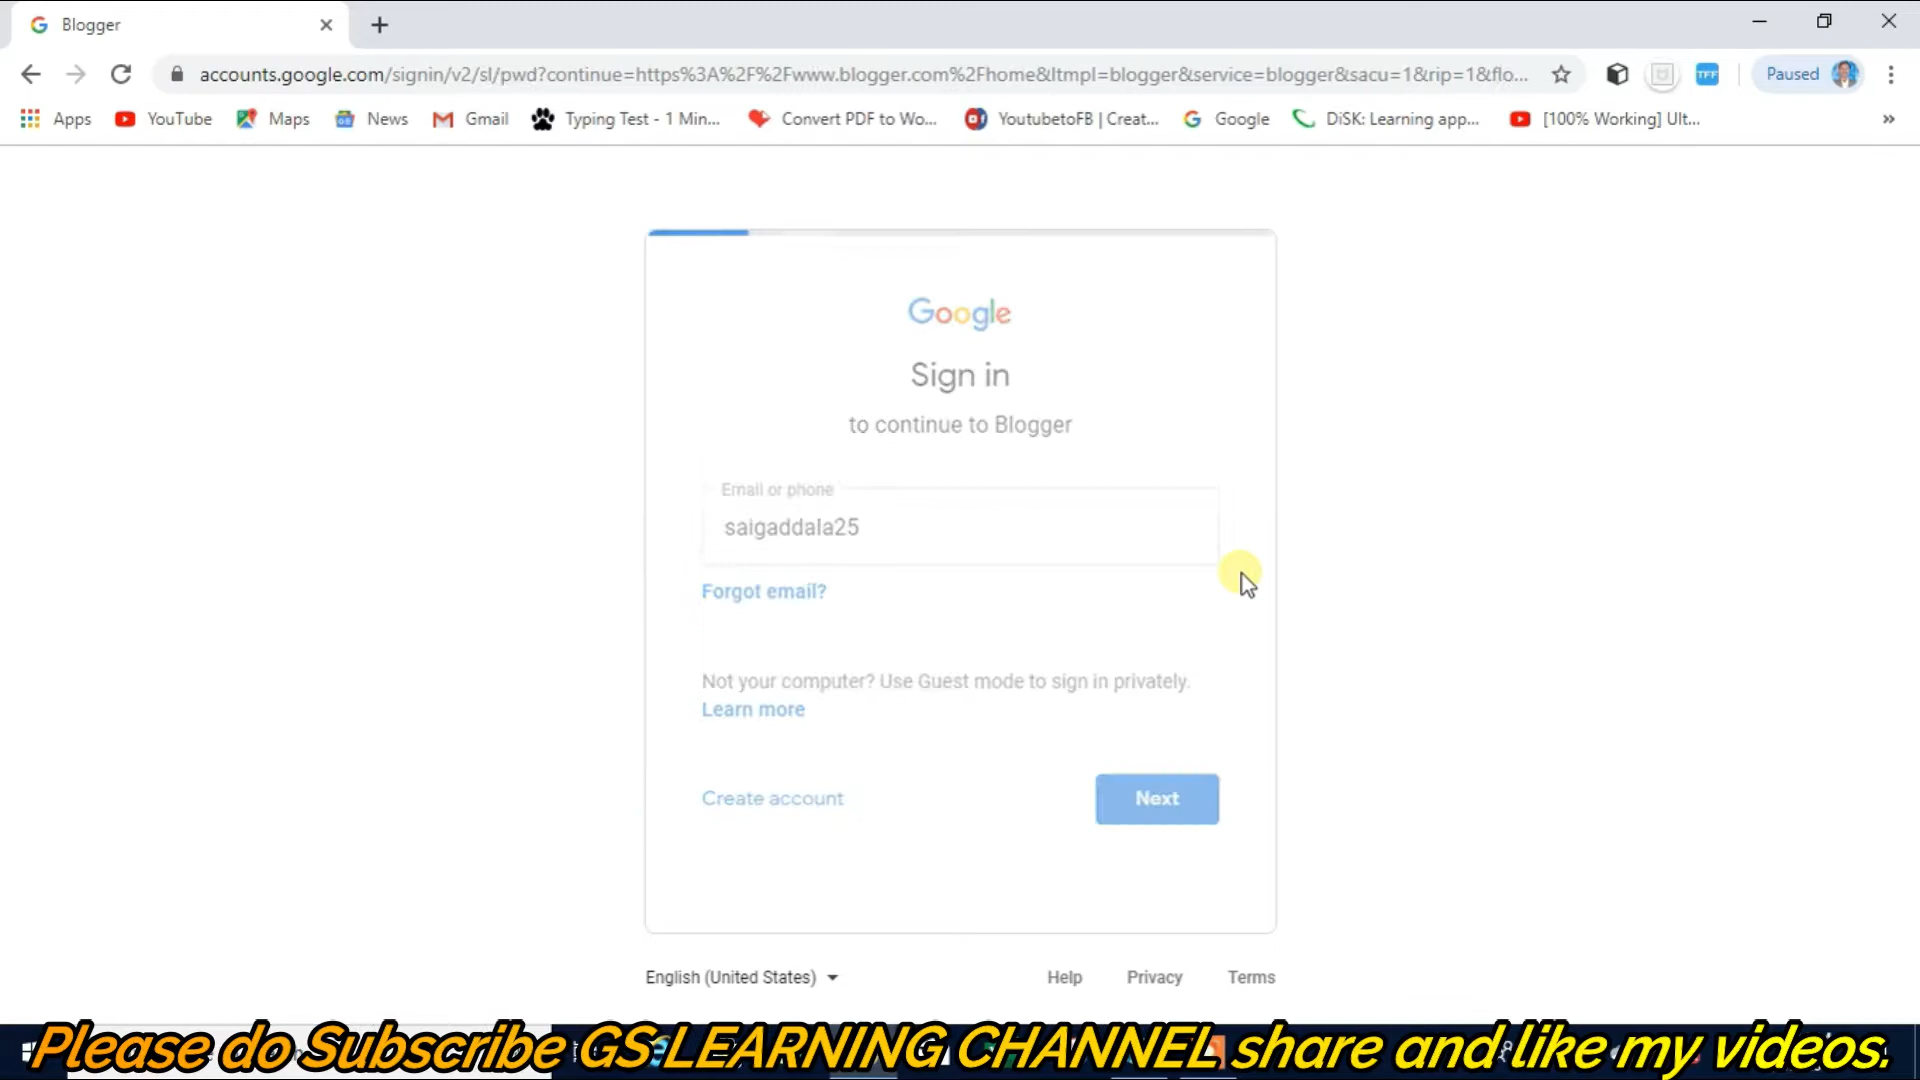 Blogger
accounts.google.com/signin/v2/sl/pwd?continue=https%3A%2F%2Fwww.blogger.com%2Fhome&ltmpl=blogger&service=blogger&sacu=1&rip=1&flo...
TFF
Paused
Apps YouTube Maps News Gmail Typing Test - 1 Min... Convert PDF to Wo... YoutubetoFB | Creat... Google DiSK: Learning app... [100% Working] Ult... »
Google
Sign in
to continue to Blogger
Email or phone
saigaddala25
Forgot email?
Not your computer? Use Guest mode to sign in privately.
Learn more
Create account
Next
English (United States)
Help Privacy Terms
Please do Subscribe GS LEARNING CHANNEL share and like my videos.